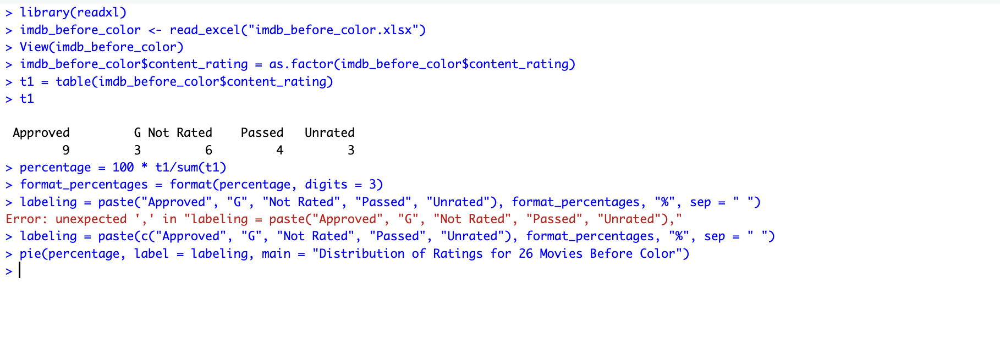 > library(readxl)
> imdb_before_color <- read_excel("imdb_before_color.xlsx")
> View(imdb_before_color)
> imdb_before_color$content_rating = as.factor(imdb_before_color$content_rating)
> t1 = table(imdb_before_color$content_rating)
> t1
Approved         G Not Rated    Passed   Unrated
9         3         6         4         3
> percentage = 100 * t1/sum(t1)
> format_percentages = format(percentage, digits = 3)
> labeling = paste("Approved", "G", "Not Rated", "Passed", "Unrated"), format_percentages, "%", sep = " ")
Error: unexpected ',' in "labeling = paste("Approved", "G", "Not Rated", "Passed", "Unrated"),"
> labeling = paste(c("Approved", "G", "Not Rated", "Passed", "Unrated"), format_percentages, "%", sep = " ")
> pie(percentage, label = labeling, main = "Distribution of Ratings for 26 Movies Before Color")
>